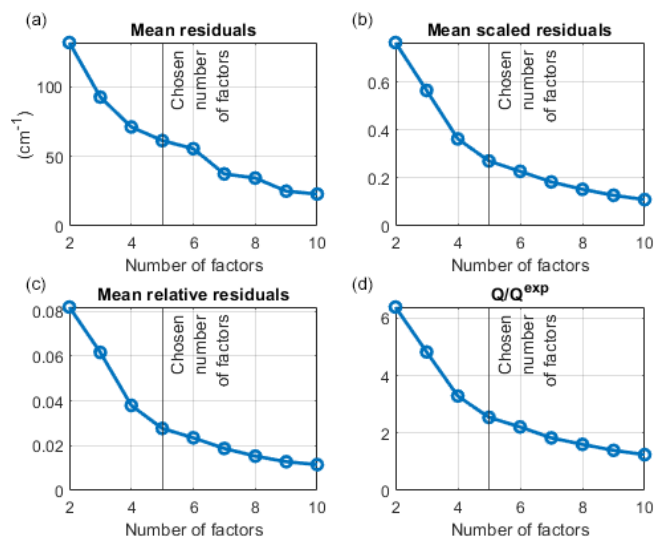 (a)
Mean residuals
100
50
0
(cm⁻¹)
Chosen
number
of factors
2 4 6 8 10
Number of factors
(b)
Mean scaled residuals
0.6
0.4
0.2
0
Chosen
number
of factors
2 4 6 8 10
Number of factors
(c)
Mean relative residuals
0.08
0.06
0.04
0.02
0
Chosen
number
of factors
2 4 6 8 10
Number of factors
(d)
Q/Qᵉˣᵖ
6
4
2
0
Chosen
number
of factors
2 4 6 8 10
Number of factors